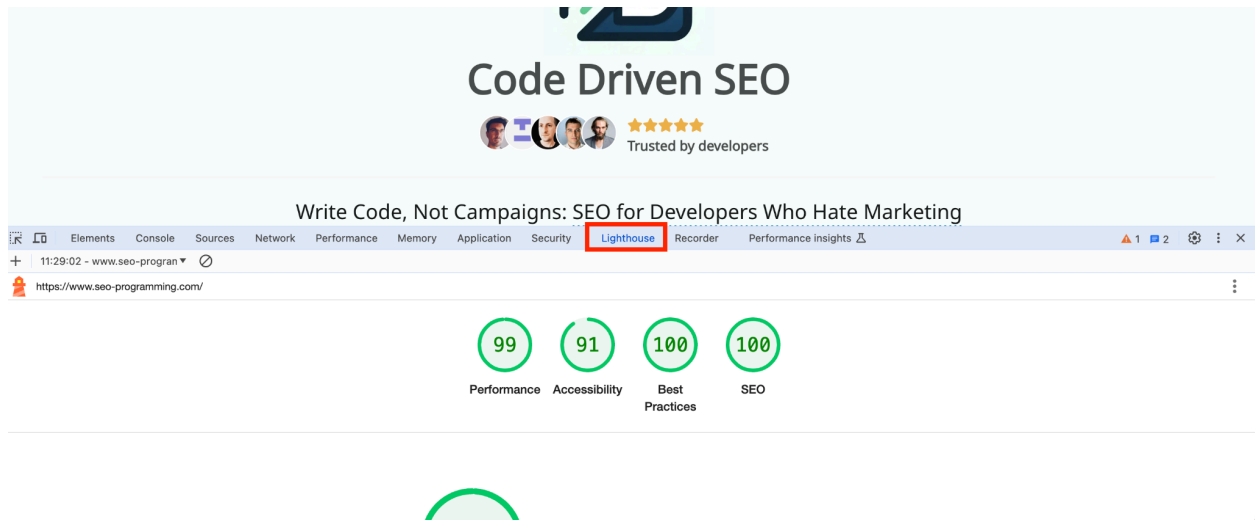 Code Driven SEO
Trusted by developers
Write Code, Not Campaigns: SEO for Developers Who Hate Marketing
Elements Console Sources Network Performance Memory Application Security Lighthouse Recorder Performance insights 1 2
11:29:02 - www.seo-progran
https://www.seo-programming.com/
99 91 100 100
Performance Accessibility Best Practices SEO